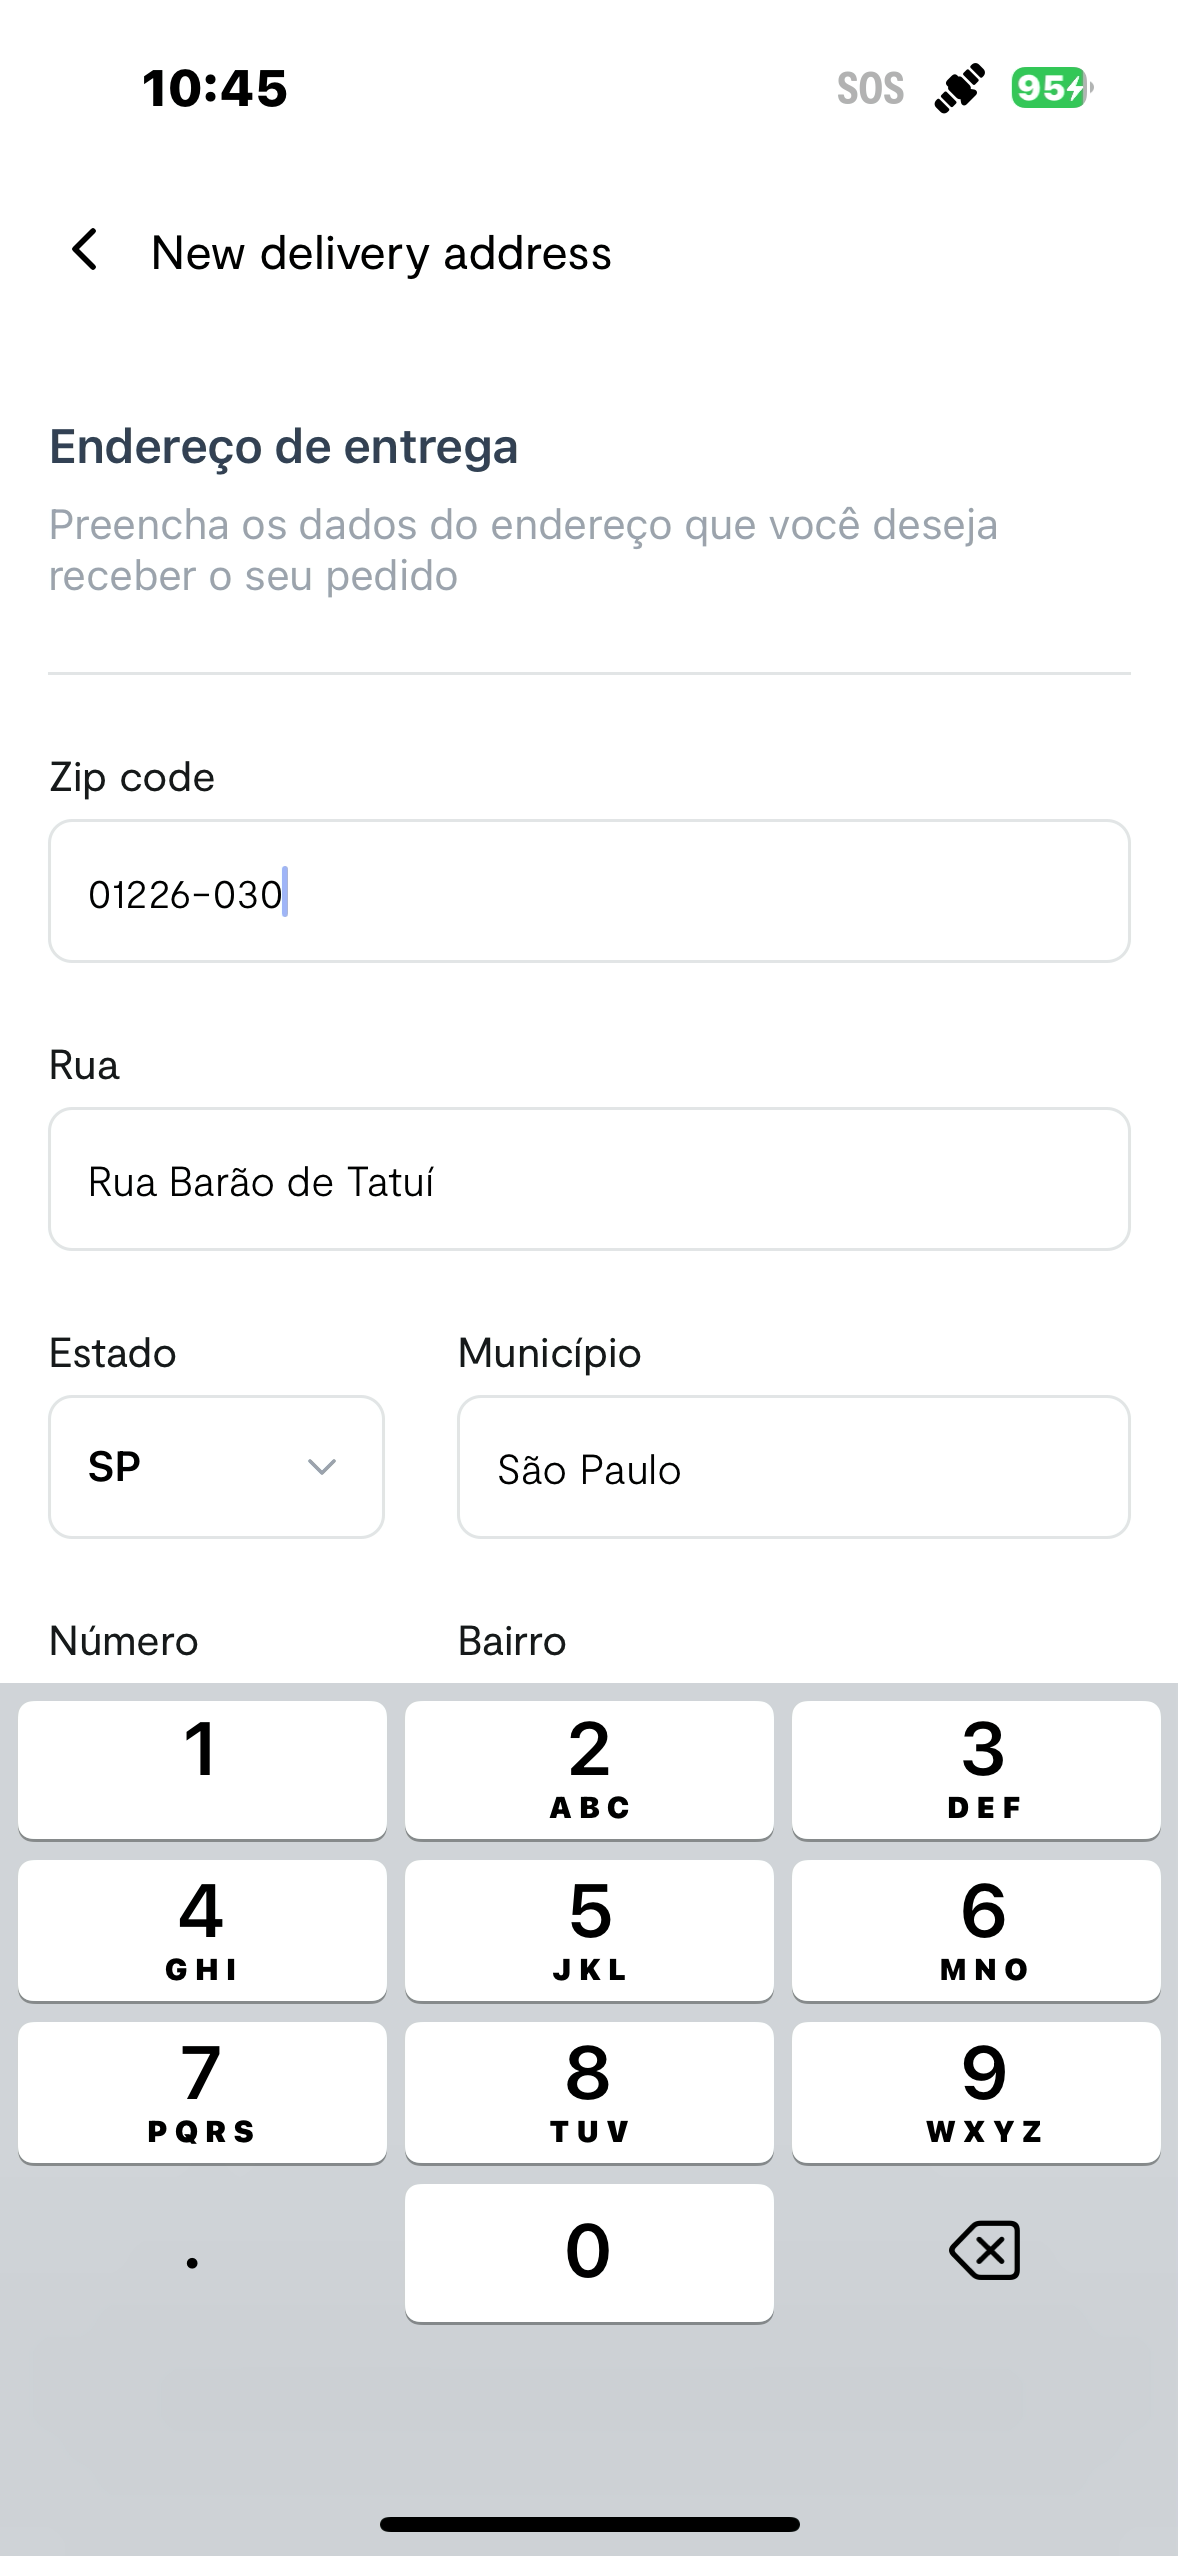 10:45 SOS 95
New delivery address
Endereço de entrega
Preencha os dados do endereço que você deseja
receber o seu pedido
Zip code
01226-030
Rua
Rua Barão de Tatuí
Estado Município
SP São Paulo
Número Bairro
1 2 3
ABC DEF
4 5 6
GHI JKL MNO
7 8 9
PQRS TUV WXYZ
. 0